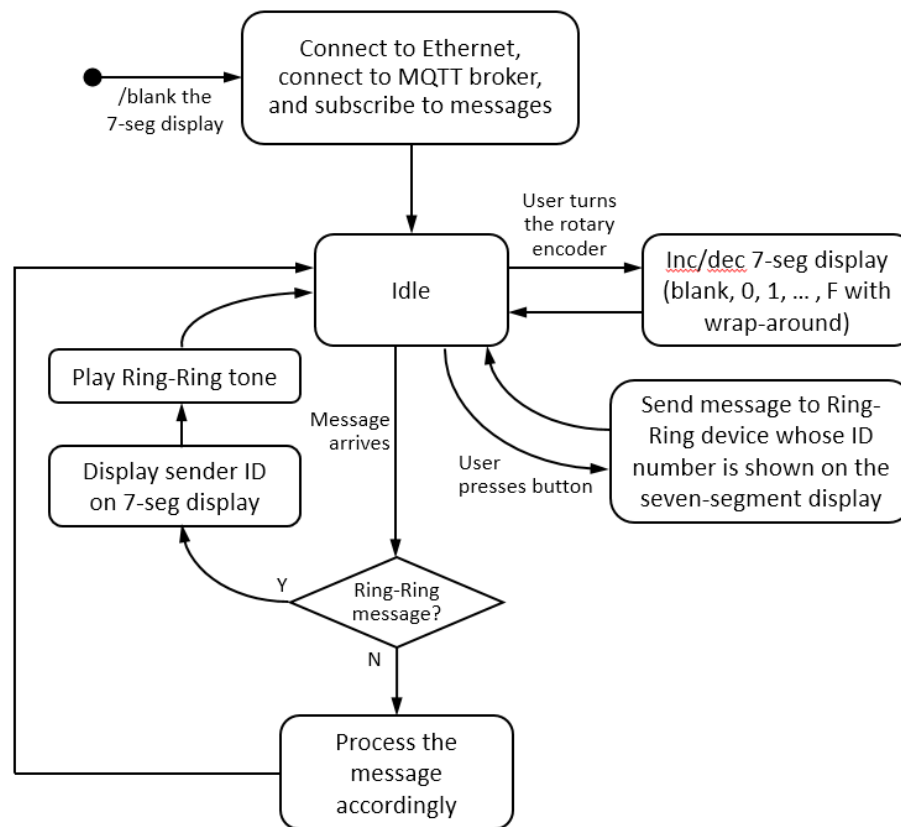 Connect to Ethernet,
connect to MQTT broker,
and subscribe to messages
/blank the
7-seg display
User turns
the rotary
encoder
Idle
Inc/dec 7-seg display
(blank, 0, 1, … , F with
wrap-around)
Play Ring-Ring tone
Message
arrives
Send message to Ring-
Ring device whose ID
number is shown on the
seven-segment display
User
presses button
Display sender ID
on 7-seg display
Y
Ring-Ring
message?
N
Process the
message
accordingly